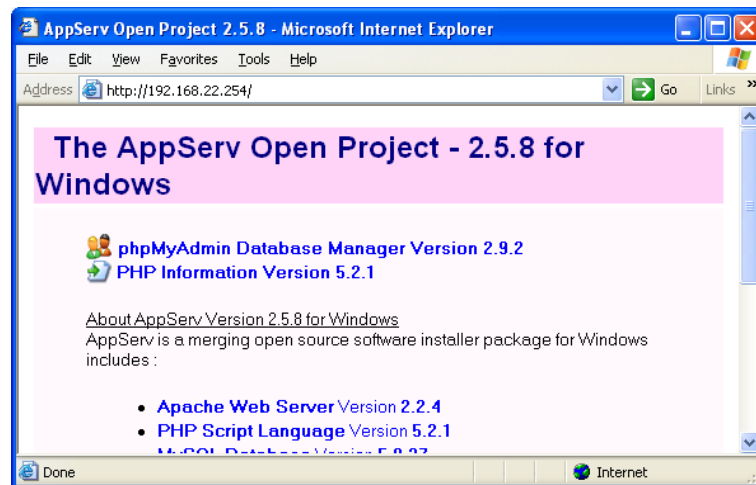 AppServ Open Project 2.5.8 - Microsoft Internet Explorer
File Edit View Favorites Tools Help
Address http://192.168.22.254/ Go Links »
The AppServ Open Project - 2.5.8 for
Windows
phpMyAdmin Database Manager Version 2.9.2
PHP Information Version 5.2.1
About AppServ Version 2.5.8 for Windows
AppServ is a merging open source software installer package for Windows
includes :
• Apache Web Server Version 2.2.4
• PHP Script Language Version 5.2.1
• MySQL Database Version
Done Internet